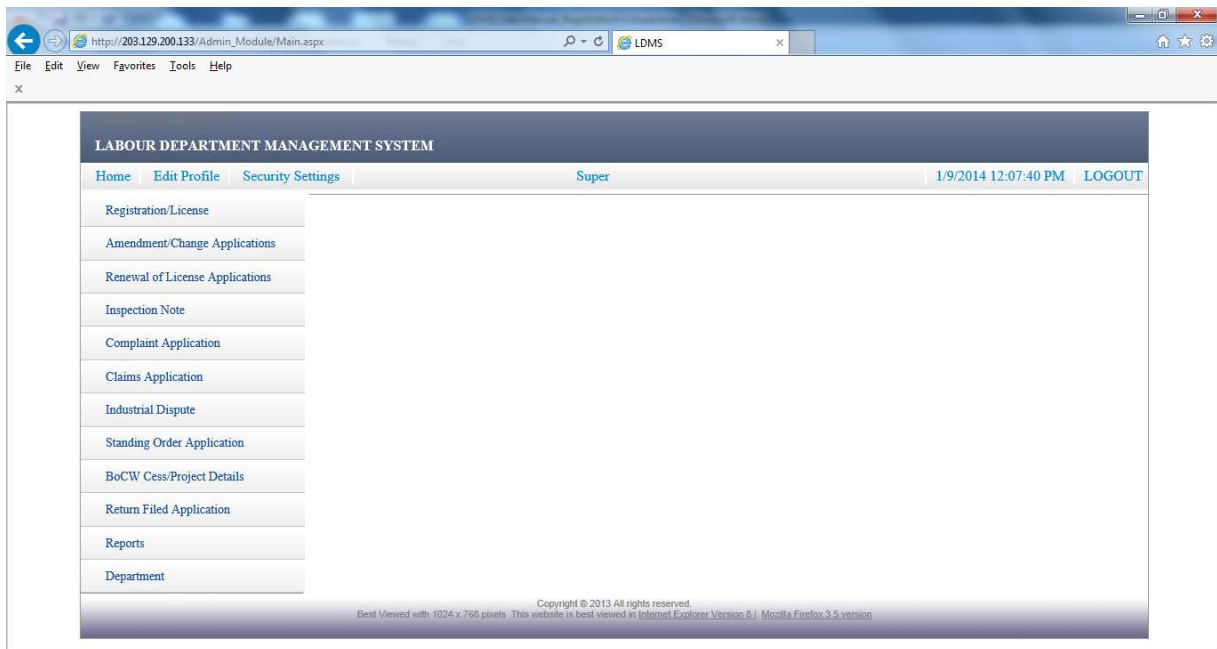 http://203.129.200.133/Admin_Module/Main.aspx LDMS
File Edit View Favorites Tools Help
x
LABOUR DEPARTMENT MANAGEMENT SYSTEM
Home Edit Profile Security Settings Super 1/9/2014 12:07:40 PM LOGOUT
Registration/License
Amendment/Change Applications
Renewal of License Applications
Inspection Note
Complaint Application
Claims Application
Industrial Dispute
Standing Order Application
BoCW Cess/Project Details
Return Filed Application
Reports
Department
Copyright © 2013 All rights reserved.
Best Viewed with 1024 x 768 pixels This website is best viewed in Internet Explorer Version 8 | Mozilla Firefox 3.5 version